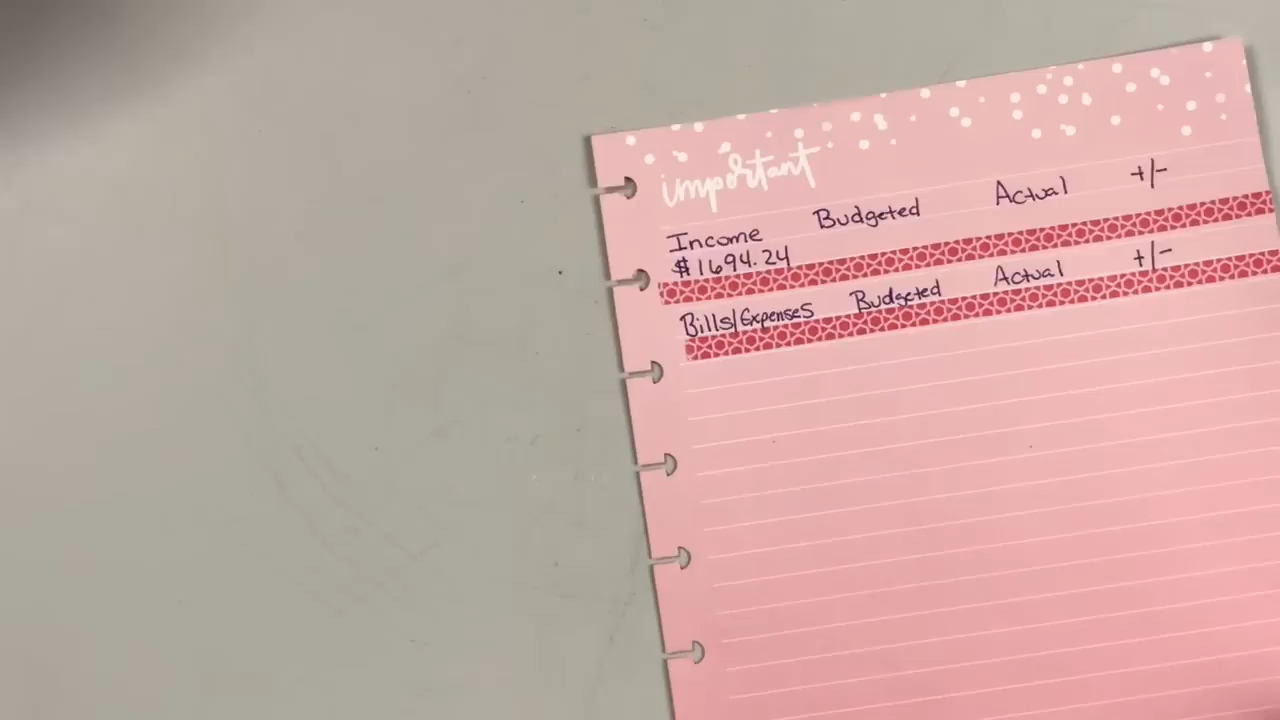 important
Income Budgeted Actual +/-
$1694.24
Bills/Expenses Budgeted Actual +/-